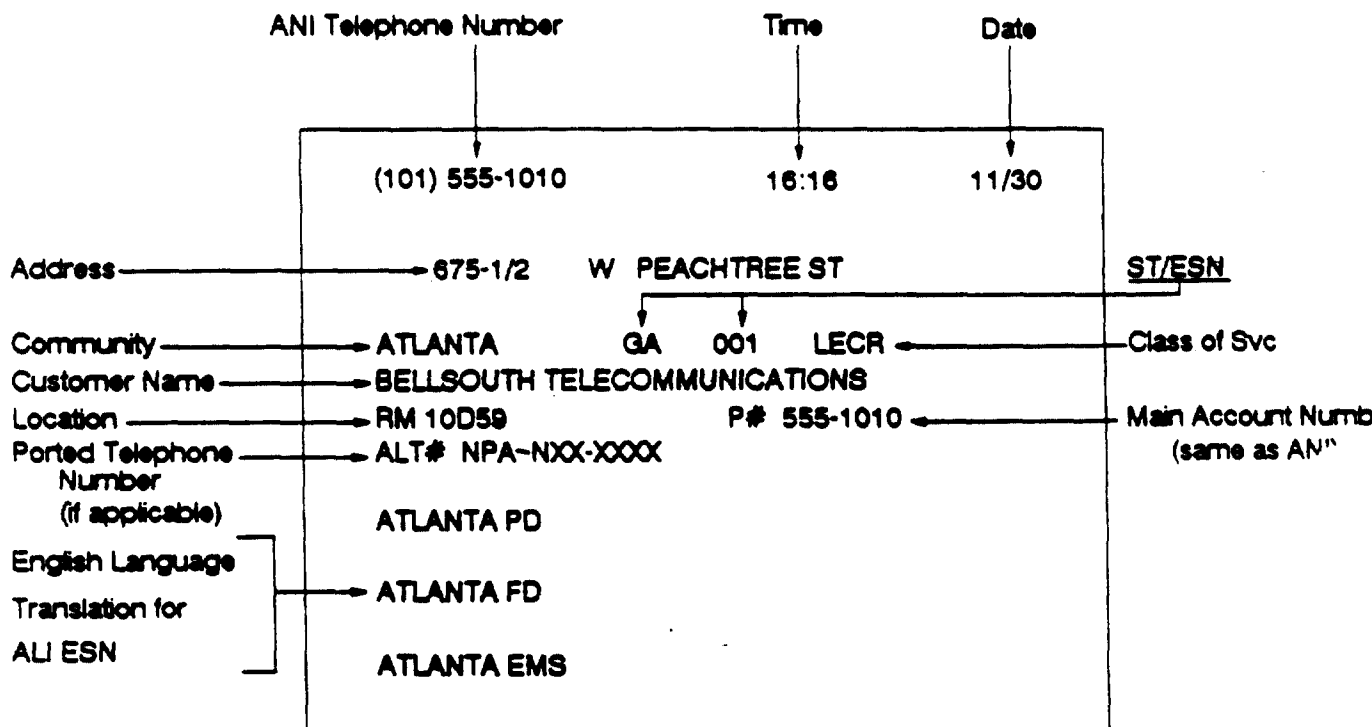 ANI Telephone Number Time Date
(101) 555-1010 16:16 11/30
Address 675-1/2 W PEACHTREE ST ST/ESN
Community ATLANTA GA 001 LECR Class of Svc
Customer Name BELLSOUTH TELECOMMUNICATIONS
Location RM 10D59 P# 555-1010 Main Account Numb
Ported Telephone ALT# NPA-NXX-XXXX (same as
Number
(if applicable) ATLANTA PD
English Language
Translation for ATLANTA FD
ALI ESN ATLANTA EMS